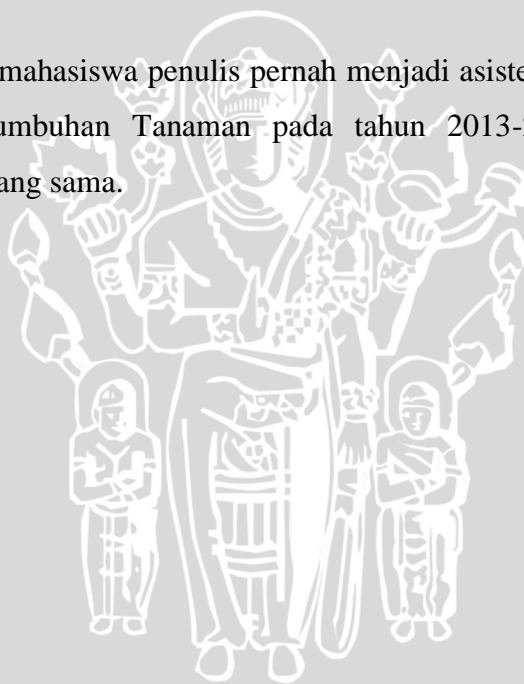 mahasiswa penulis pernah menjadi asiste
umbuhan Tanaman pada tahun 2013-
ang sama.